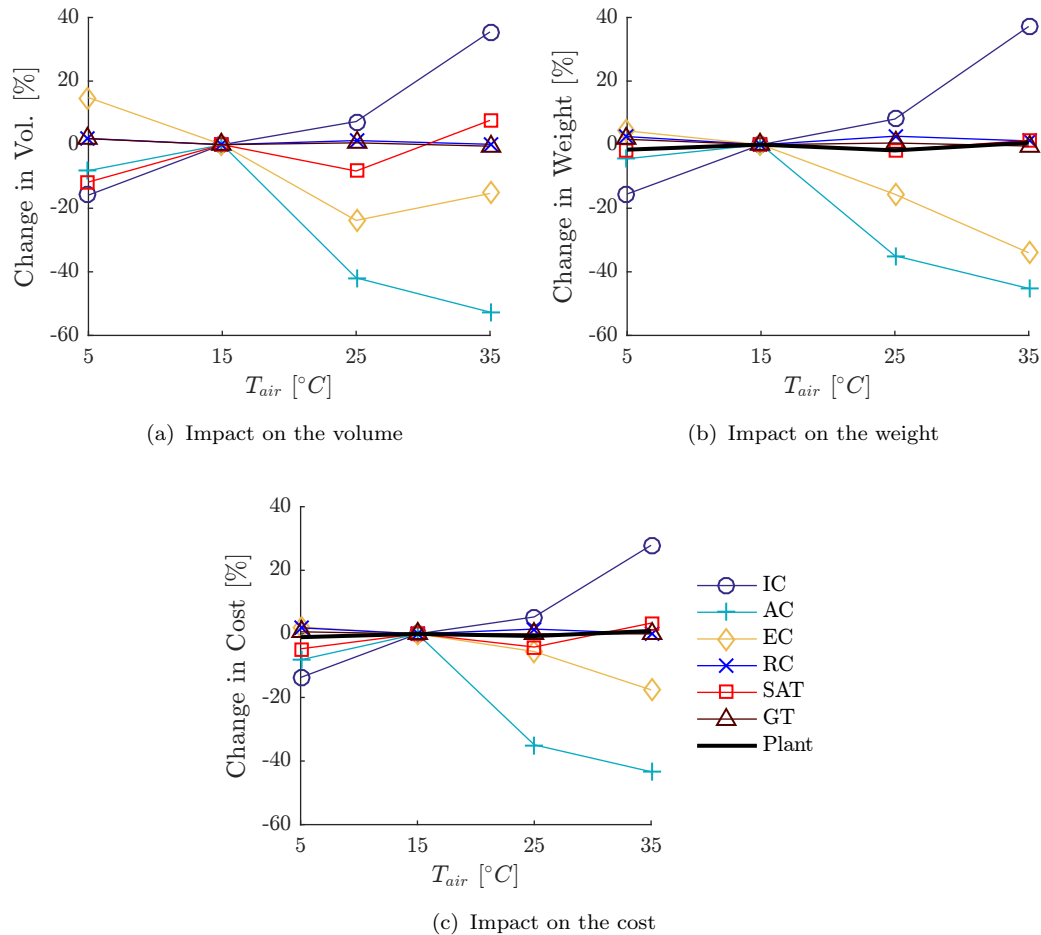 40
20
0
-20
-40
-60
Change in Vol. [%]
5 15 25 35
T_air [°C]
(a) Impact on the volume
40
20
0
-20
-40
-60
Change in Weight [%]
5 15 25 35
T_air [°C]
(b) Impact on the weight
40
20
0
-20
-40
-60
Change in Cost [%]
5 15 25 35
T_air [°C]
IC
AC
EC
RC
SAT
GT
Plant
(c) Impact on the cost